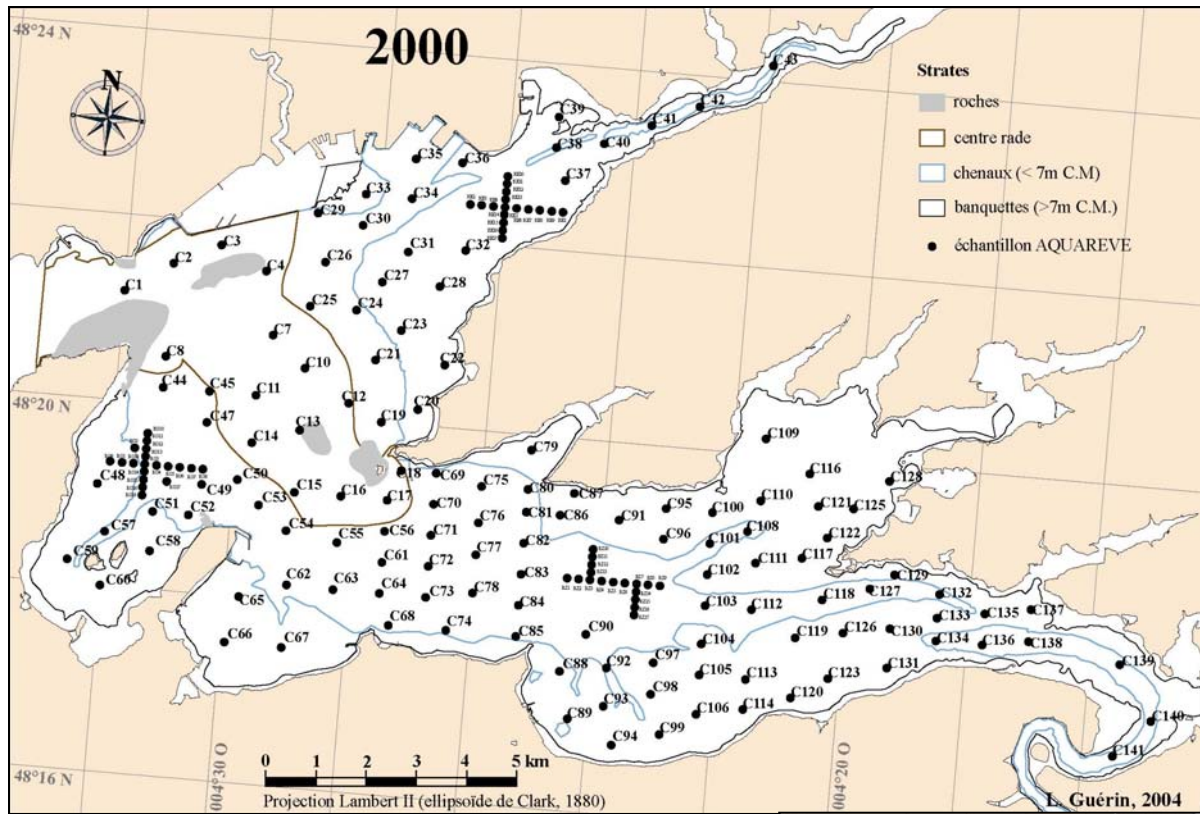 48°24 N
2000
N
Strates
roches
centre rade
chenaux (< 7m C.M)
banquettes (>7m C.M.)
échantillon AQUAREVE
C43
C42
C41
C40
C39
C38
C37
C36
C35
C34
C33
C32
C31
C30
C29
C28
C27
C26
C25
C24
C23
C22
C21
C20
C19
C1
C2
C3
C4
C7
C8
C10
C11
C12
C13
C14
C15
C16
C17
18
48°20 N
C44
C45
C47
C48
C49
C50
C51
C52
C53
C54
C55
C56
C57
C58
C59
C60
C61
C62
C63
C64
C65
C66
C67
C68
C69
C70
C71
C72
C73
C74
C75
C76
C77
C78
C79
C80
C81
C82
C83
C84
C85
C86
C87
C88
C89
C90
C91
C92
C93
C94
C95
C96
C97
C98
C99
C100
C101
C102
C103
C104
C105
C106
C108
C109
C110
C111
C112
C113
C114
C116
C117
C118
C119
C120
C121
C122
C123
C125
C126
C127
C128
C129
C130
C131
C132
C133
C134
C135
C136
C137
C138
C139
C140
C141
48°16 N
004°30 O
004°20 O
0 1 2 3 4 5 km
Projection Lambert II (ellipsoïde de Clark, 1880)
L. Guérin, 2004